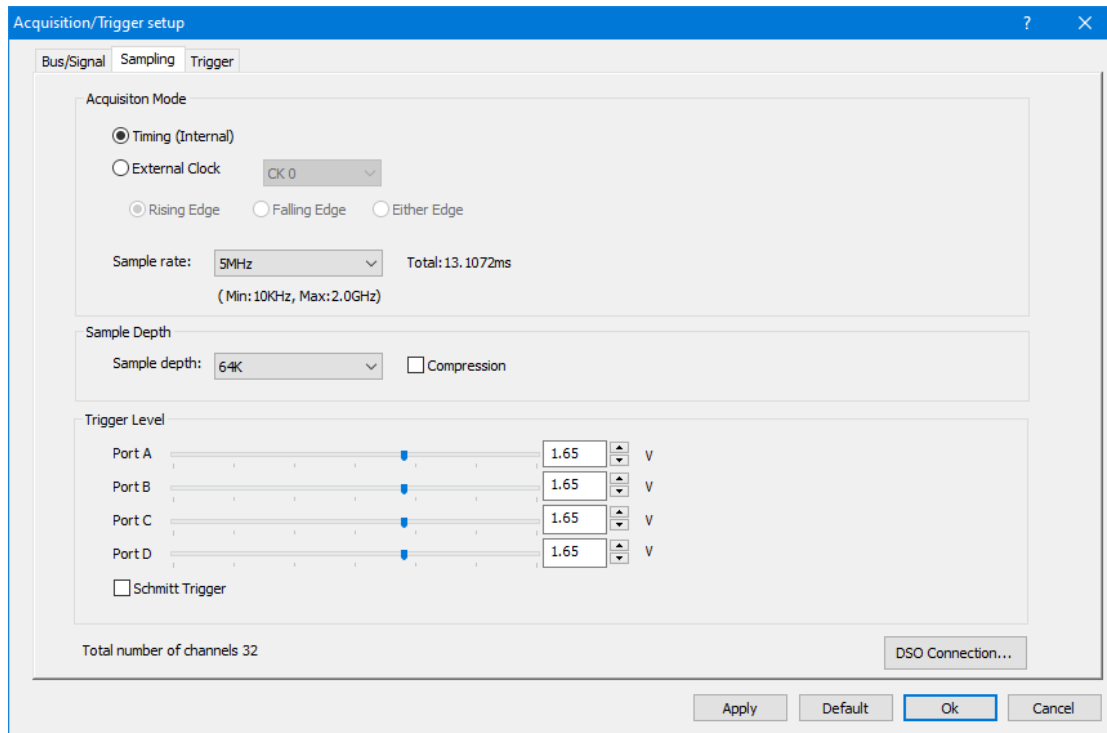 Acquisition/Trigger setup ?
Bus/Signal Sampling Trigger
Acquisiton Mode
Timing (Internal)
External Clock CK 0
Rising Edge Falling Edge Either Edge
Sample rate: 5MHz Total:13.1072ms
( Min:10KHz, Max:2.0GHz)
Sample Depth
Sample depth: 64K Compression
Trigger Level
Port A 1.65 V
Port B 1.65 V
Port C 1.65 V
Port D 1.65 V
Schmitt Trigger
Total number of channels 32
DSO Connection...
Apply Default Ok Cancel